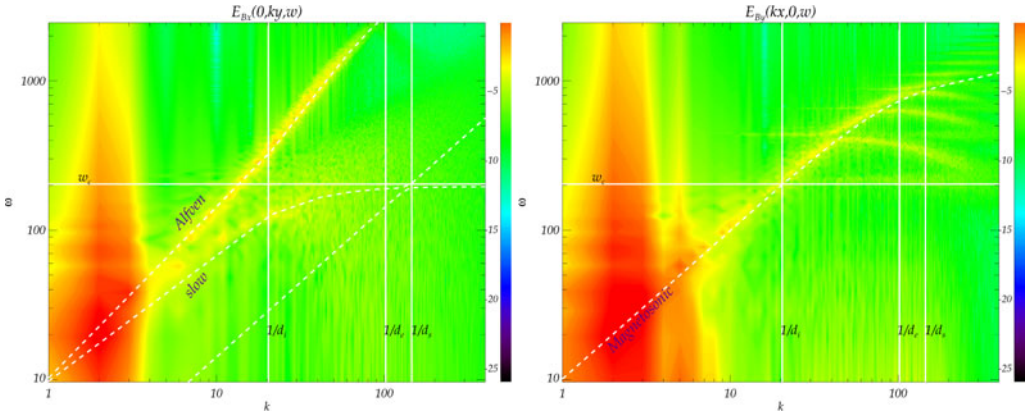 E_Bx(0,ky,w)
ω
1000
100
10
w_c
Alfven
slow
1/d_i
1/d_e
1/d_s
1
10
100
k
-5
-10
-15
-20
-25
E_By(kx,0,w)
ω
1000
100
10
w_c
Magnetosonic
1/d_i
1/d_e
1/d_s
1
10
100
k
-5
-10
-15
-20
-25